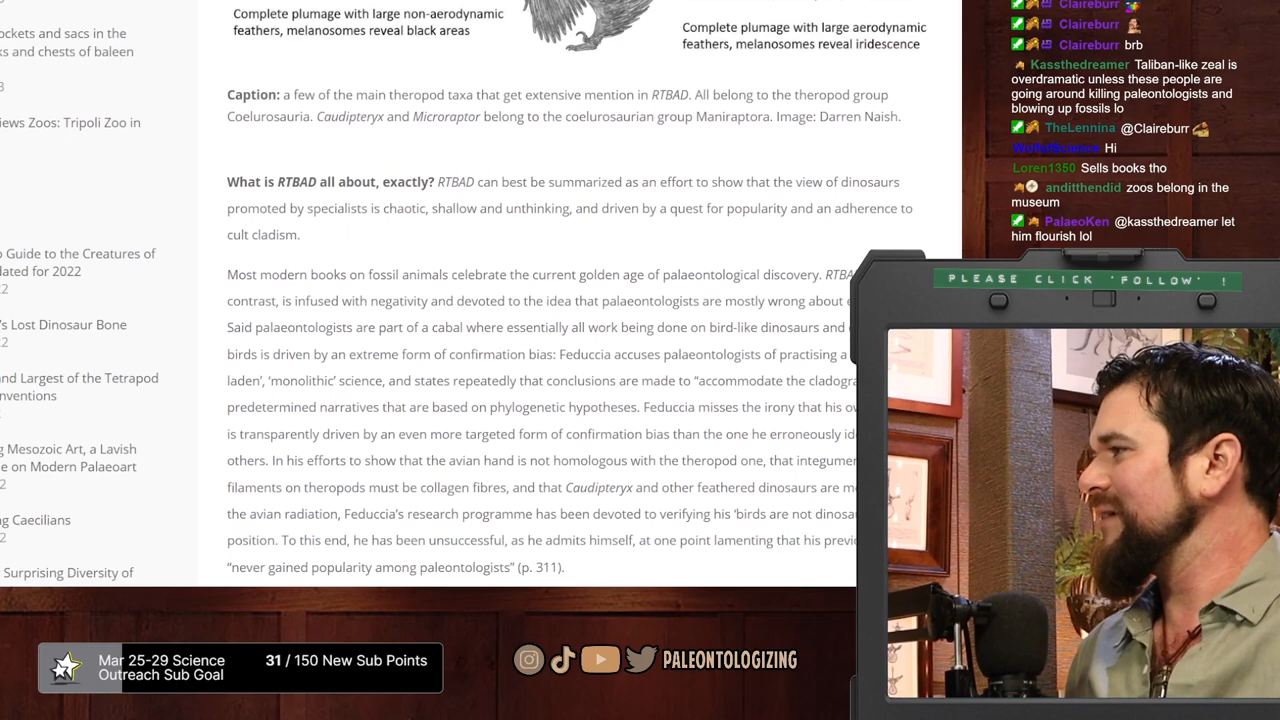 Complete plumage with large non-aerodynamic
feathers, melanosomes reveal black areas
Complete plumage with large aerodynamic
feathers, melanosomes reveal iridescence
Caption: a few of the main theropod taxa that get extensive mention in RTBAD. All belong to the theropod group
Coelurosauria. Caudipteryx and Microraptor belong to the coelurosaurian group Maniraptora. Image: Darren Naish.
What is RTBAD all about, exactly? RTBAD can best be summarized as an effort to show that the view of dinosaurs
promoted by specialists is chaotic, shallow and unthinking, and driven by a quest for popularity and an adherence to
cult cladism.
Most modern books on fossil animals celebrate the current golden age of palaeontological discovery.
contrast, is infused with negativity and devoted to the idea that palaeontologists are mostly wrong about
Said palaeontologists are part of a cabal where essentially all work being done on bird-like dinosaurs and
birds is driven by an extreme form of confirmation bias: Feduccia accuses palaeontologists of practising a
laden', 'monolithic' science, and states repeatedly that conclusions are made to "accommodate the
predetermined narratives that are based on phylogenetic hypotheses. Feduccia misses the irony that his
is transparently driven by an even more targeted form of confirmation bias than the one he erroneously
others. In his efforts to show that the avian hand is not homologous with the theropod one, that
filaments on theropods must be collagen fibres, and that Caudipteryx and other feathered dinosaurs are
the avian radiation, Feduccia's research programme has been devoted to verifying his 'birds are not
position. To this end, he has been unsuccessful, as he admits himself, at one point lamenting that his
"never gained popularity among paleontologists" (p. 311).
ockets and sacs in the
ks and chests of baleen
3
iews Zoos: Tripoli Zoo in
o Guide to the Creatures of
dated for 2022
22
's Lost Dinosaur Bone
22
nd Largest of the Tetrapod
nventions
g Mesozoic Art, a Lavish
e on Modern Palaeoart
2
ng Caecilians
2
Surprising Diversity of
Claireburr
Claireburr
Claireburr brb
Kassthedreamer Taliban-like zeal is
overdramatic unless these people are
going around killing paleontologists and
blowing up fossils lo
TheLennina @Claireburr
WolfofScience Hi
Loren1350 Sells books tho
anditthendid zoos belong in the
museum
PalaeoKen @kassthedreamer let
him flourish lol
PLEASE CLICK 'FOLLOW' !
Mar 25-29 Science
Outreach Sub Goal
31 / 150 New Sub Points
PALEONTOLOGIZING